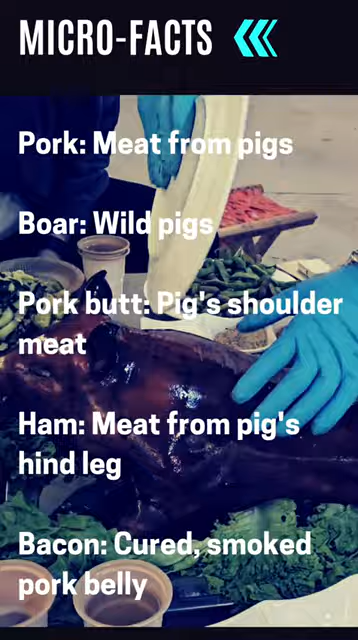 MICRO-FACTS
Pork: Meat from pigs
Boar: Wild pigs
Pork butt: Pig's shoulder
meat
Ham: Meat from pig's
hind leg
Bacon: Cured, smoked
pork belly